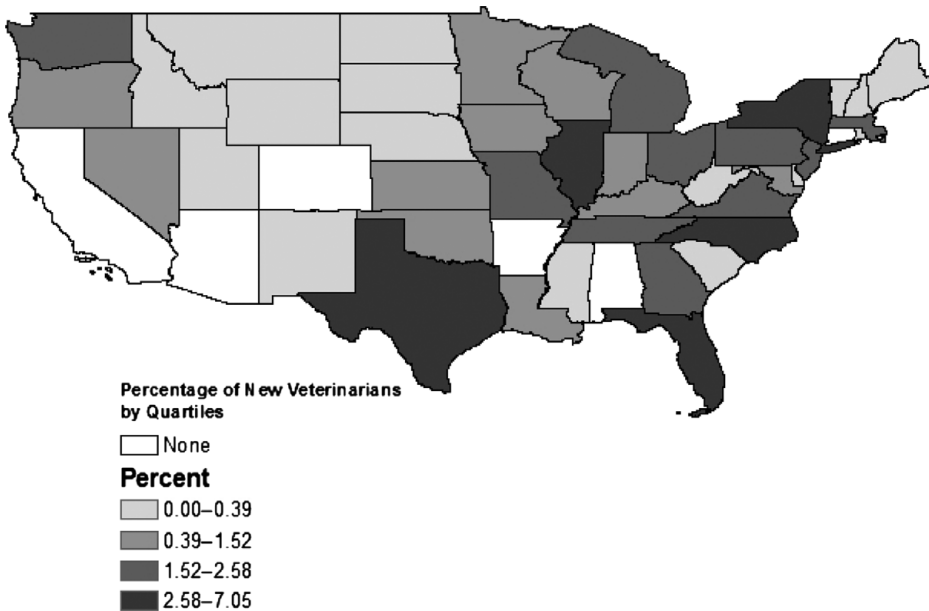 Percentage of New Veterinarians
by Quartiles
None
Percent
0.00–0.39
0.39–1.52
1.52–2.58
2.58–7.05